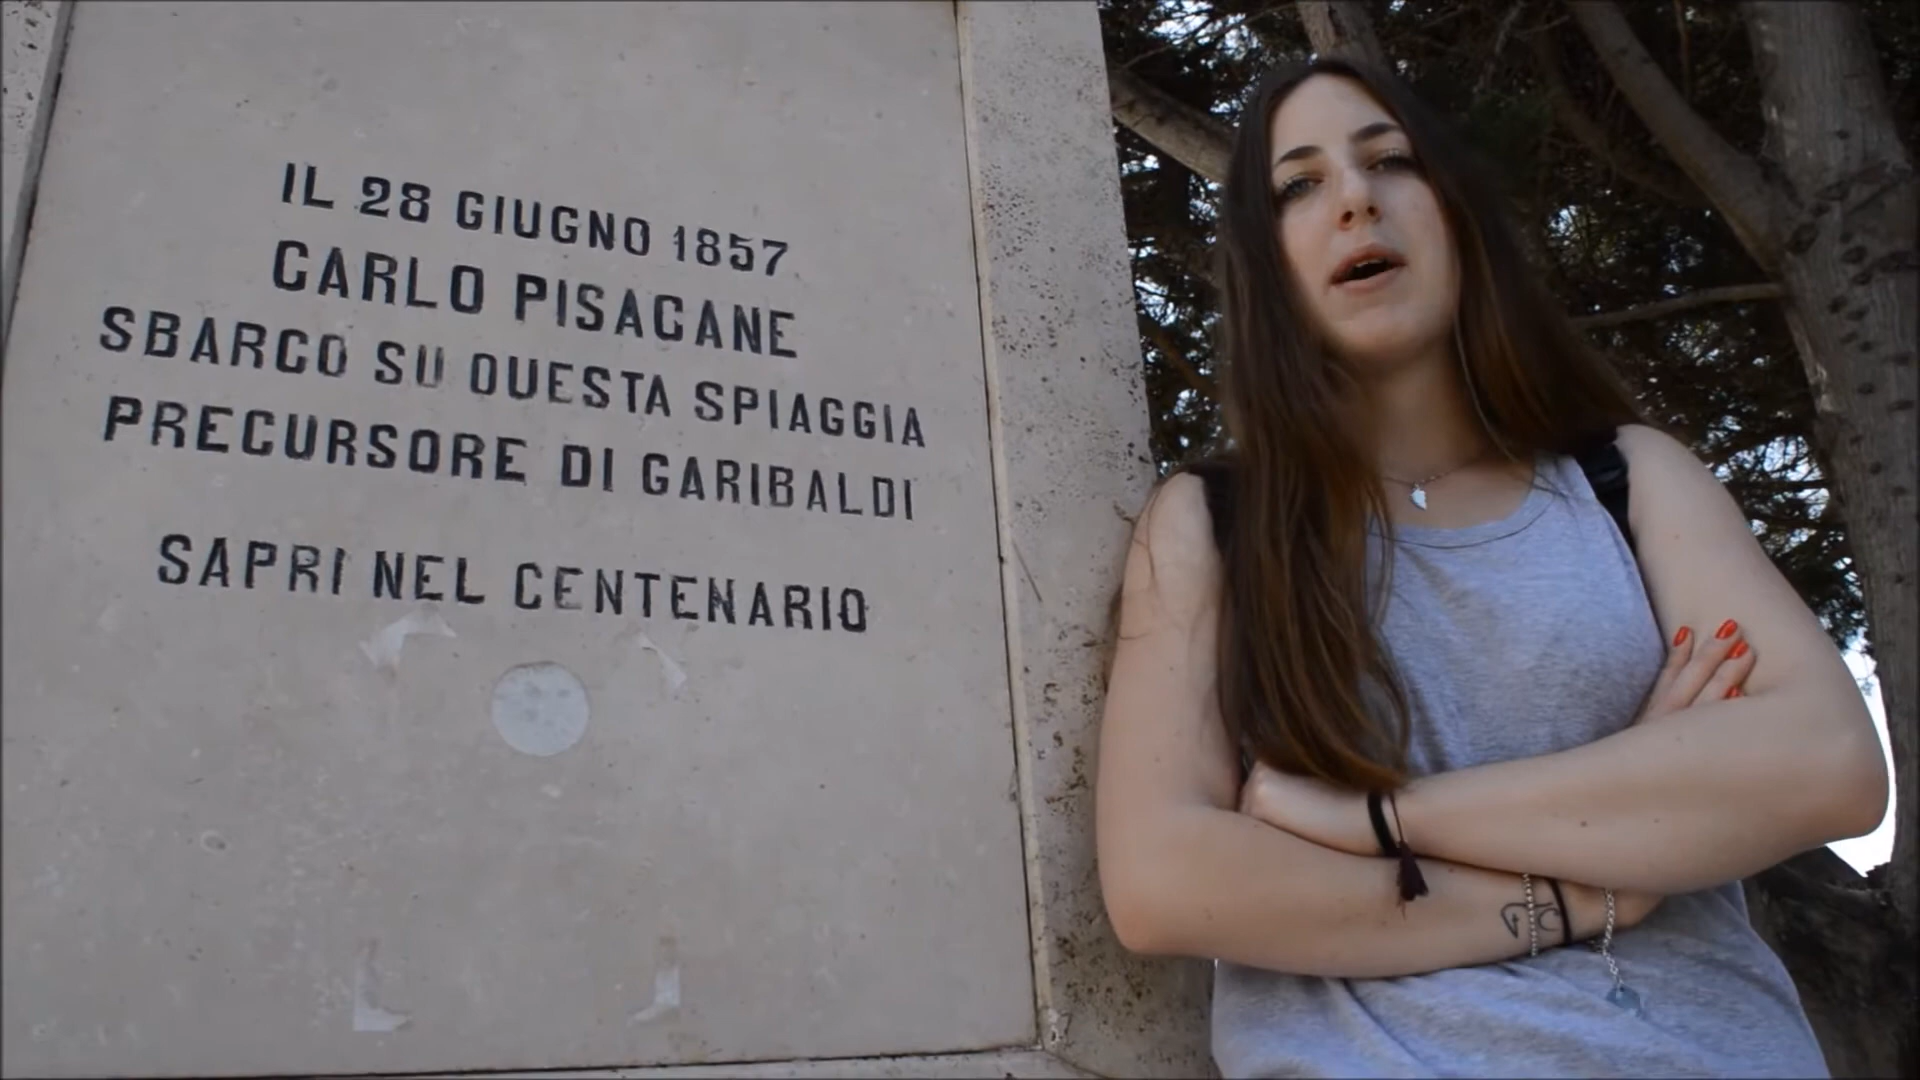 IL 28 GIUGNO 1857
CARLO PISACANE
SBARCO SU QUESTA SPIAGGIA
PRECURSORE DI GARIBALDI
SAPRI NEL CENTENARIO